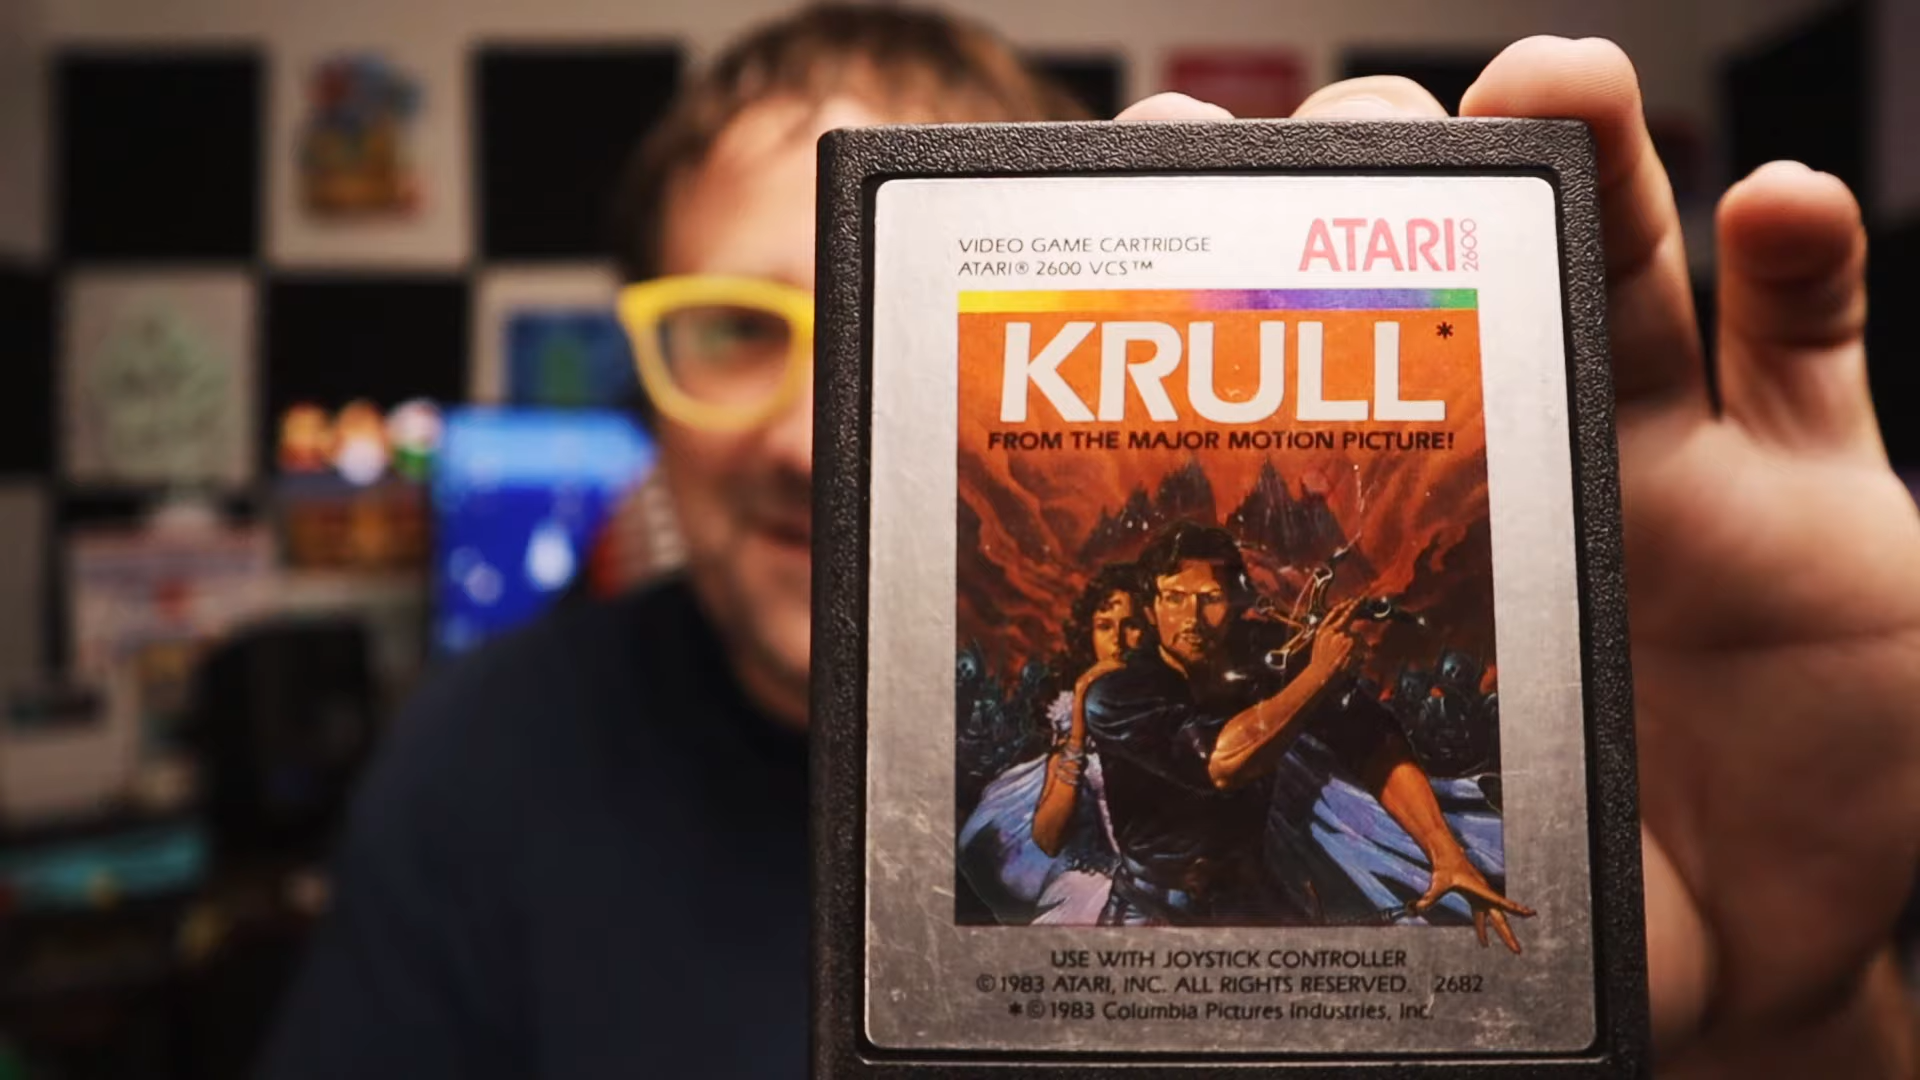 VIDEO GAME CARTRIDGE
ATARI® 2600 VCS™
ATARI 2600
KRULL*
FROM THE MAJOR MOTION PICTURE!
USE WITH JOYSTICK CONTROLLER
©1983 ATARI, INC. ALL RIGHTS RESERVED. 2682
*©1983 Columbia Pictures Industries, Inc.